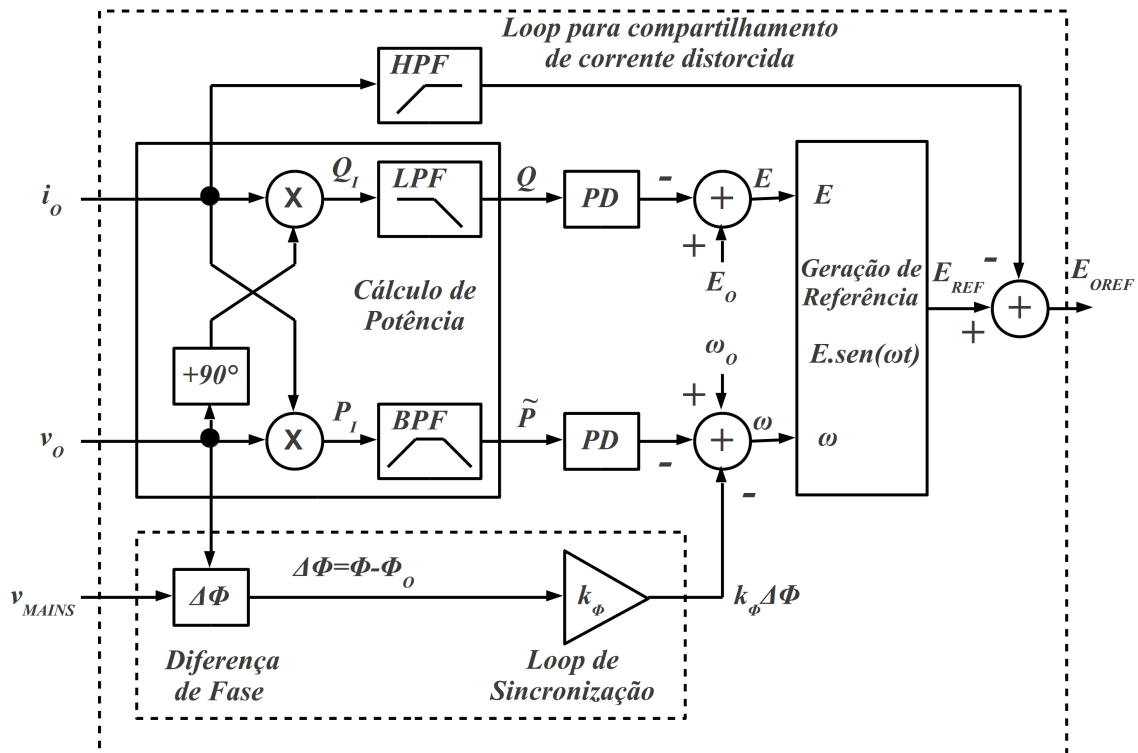 Loop para compartilhamento
de corrente distorcida
HPF
i_O
X
Q_I
LPF
Q
PD
-
+
E
+
E_O
E
Cálculo de
Potência
Geração de
Referência
E.sen(ωt)
E_REF
-
+
+
E_OREF
+90°
v_O
X
P_I
BPF
P̃
PD
-
ω_O
+
+
ω
-
ω
v_MAINS
ΔΦ
ΔΦ=Φ-Φ_O
k_Φ
k_ΦΔΦ
Diferença
de Fase
Loop de
Sincronização